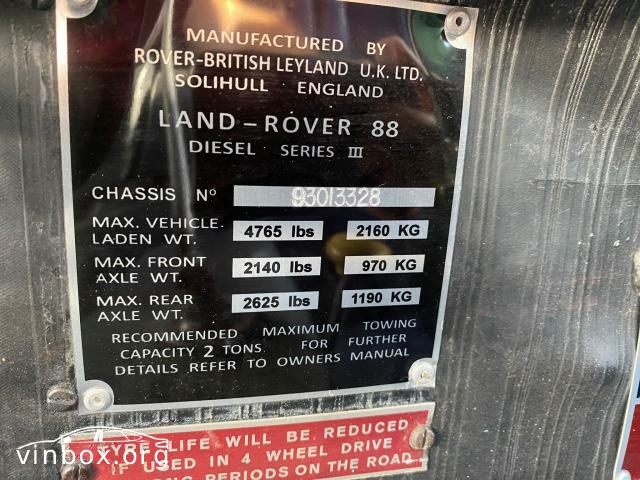 MANUFACTURED BY
ROVER-BRITISH LEYLAND U.K. LTD.
SOLIHULL ENGLAND
LAND-ROVER 88
DIESEL SERIES III
CHASSIS Nº 93013328
MAX. VEHICLE. LADEN WT. 4765 lbs 2160 KG
MAX. FRONT AXLE WT. 2140 lbs 970 KG
MAX. REAR AXLE WT. 2625 lbs 1190 KG
RECOMMENDED MAXIMUM TOWING
CAPACITY 2 TONS. FOR FURTHER
DETAILS REFER TO OWNERS MANUAL
TYRE LIFE WILL BE REDUCED
IF USED IN 4 WHEEL DRIVE
PERIODS ON THE ROAD
vinbox.org